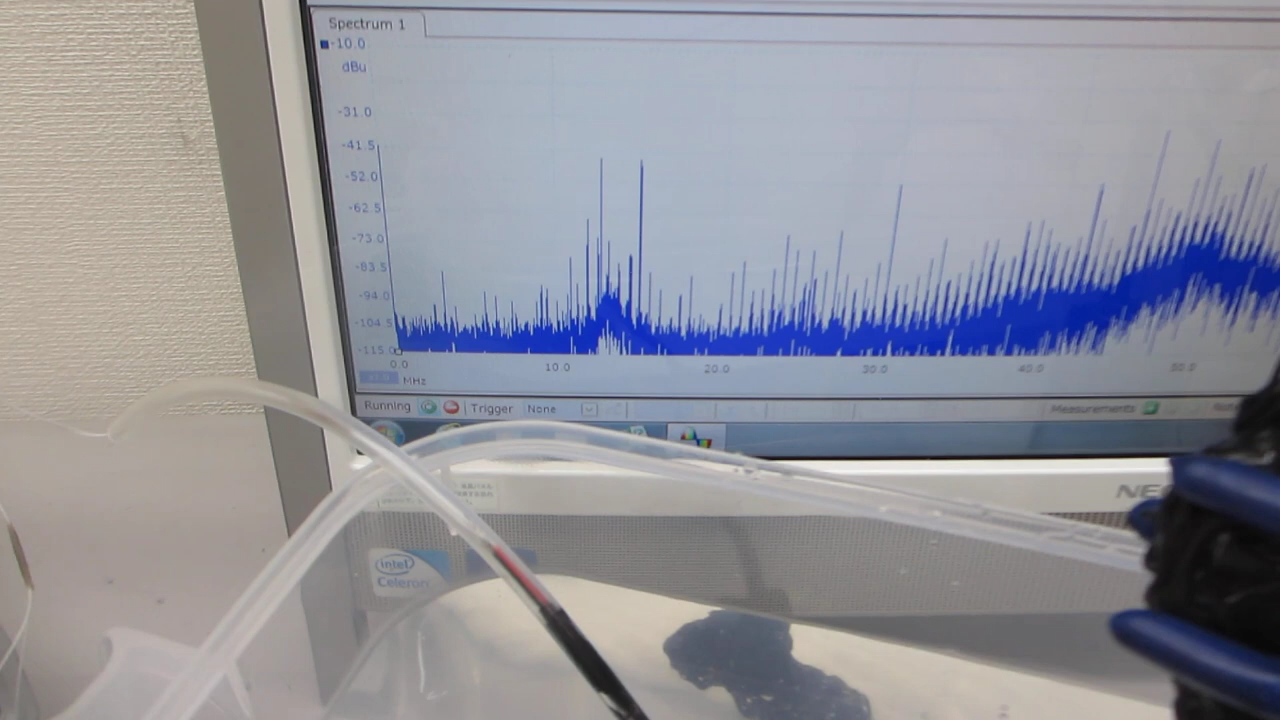 Spectrum 1
-10.0
dBu
-31.0
-41.5
-52.0
-62.5
-73.0
-83.5
-94.0
-104.5
-115.0
0.0 10.0 20.0 30.0 40.0 50.0
MHz
Running Trigger None Measurements
NEC
intel
Celeron